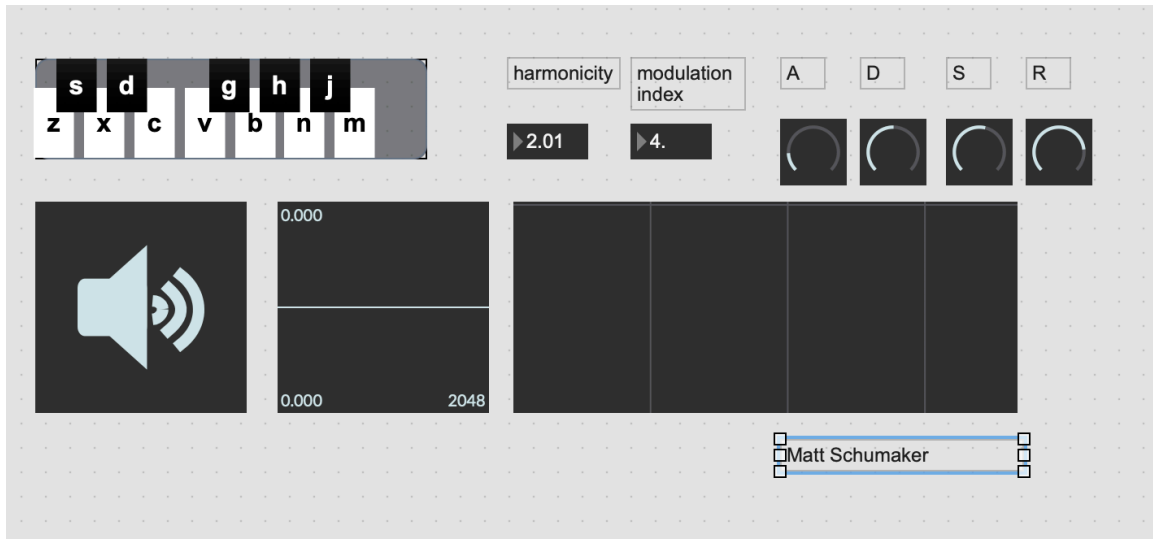 s d g h j
z x c v b n m
harmonicity
modulation
index
A
D
S
R
2.01
4.
0.000
0.000 2048
Matt Schumaker